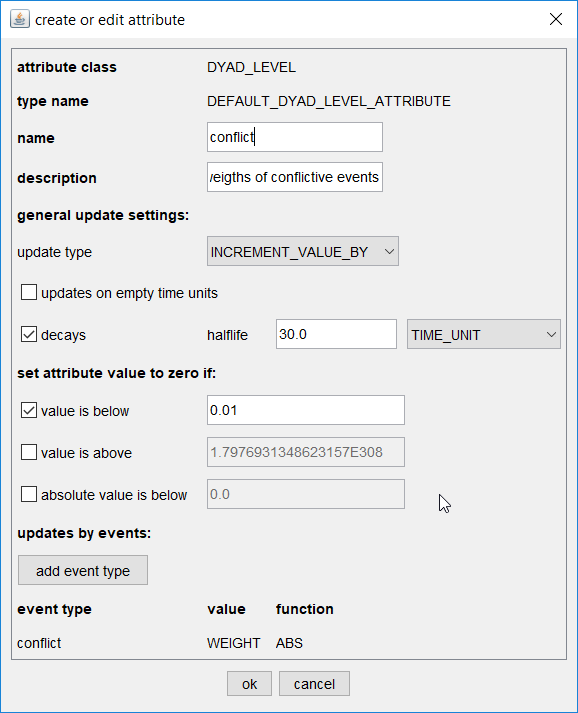 create or edit attribute
attribute class DYAD_LEVEL
type name DEFAULT_DYAD_LEVEL_ATTRIBUTE
name conflict
description veigths of conflictive events
general update settings:
update type INCREMENT_VALUE_BY
updates on empty time units
decays halflife 30.0 TIME_UNIT
set attribute value to zero if:
value is below 0.01
value is above 1.7976931348623157E308
absolute value is below 0.0
updates by events:
add event type
event type value function
conflict WEIGHT ABS
ok cancel